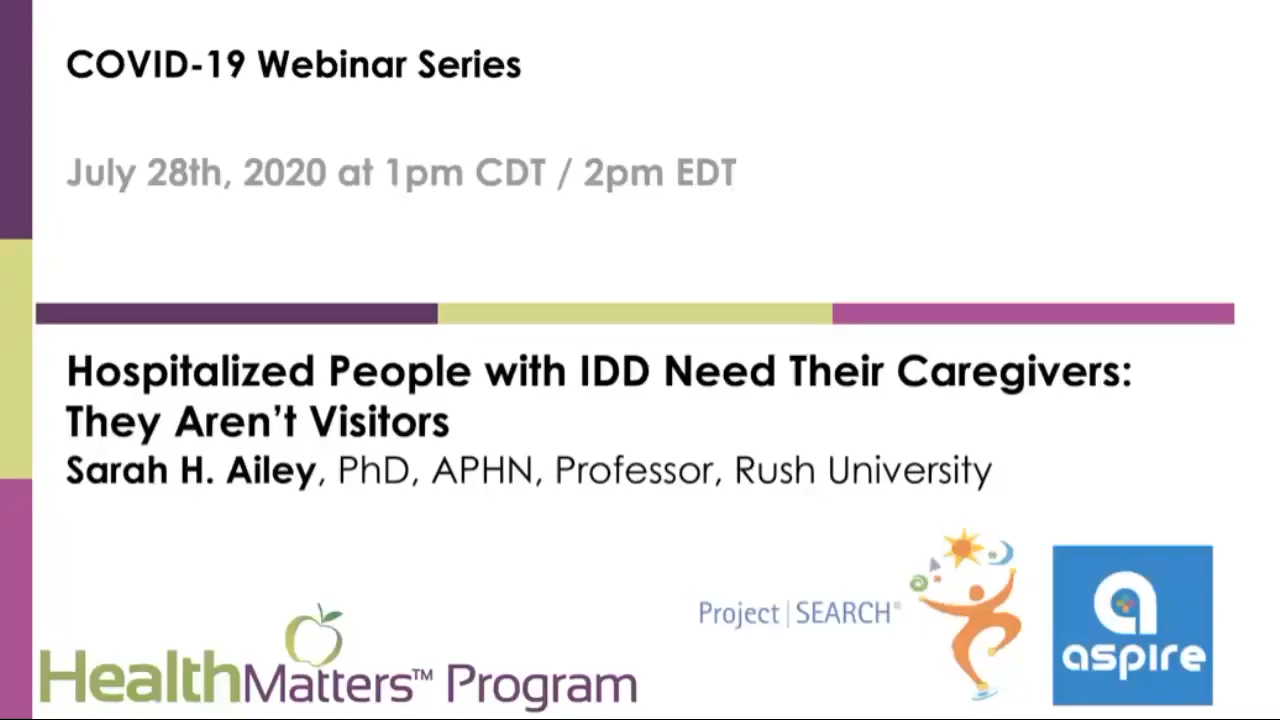 COVID-19 Webinar Series
July 28th, 2020 at 1pm CDT / 2pm EDT
Hospitalized People with IDD Need Their Caregivers:
They Aren't Visitors
Sarah H. Ailey, PhD, APHN, Professor, Rush University
Project | SEARCH®
HealthMatters™ Program
a
aspire